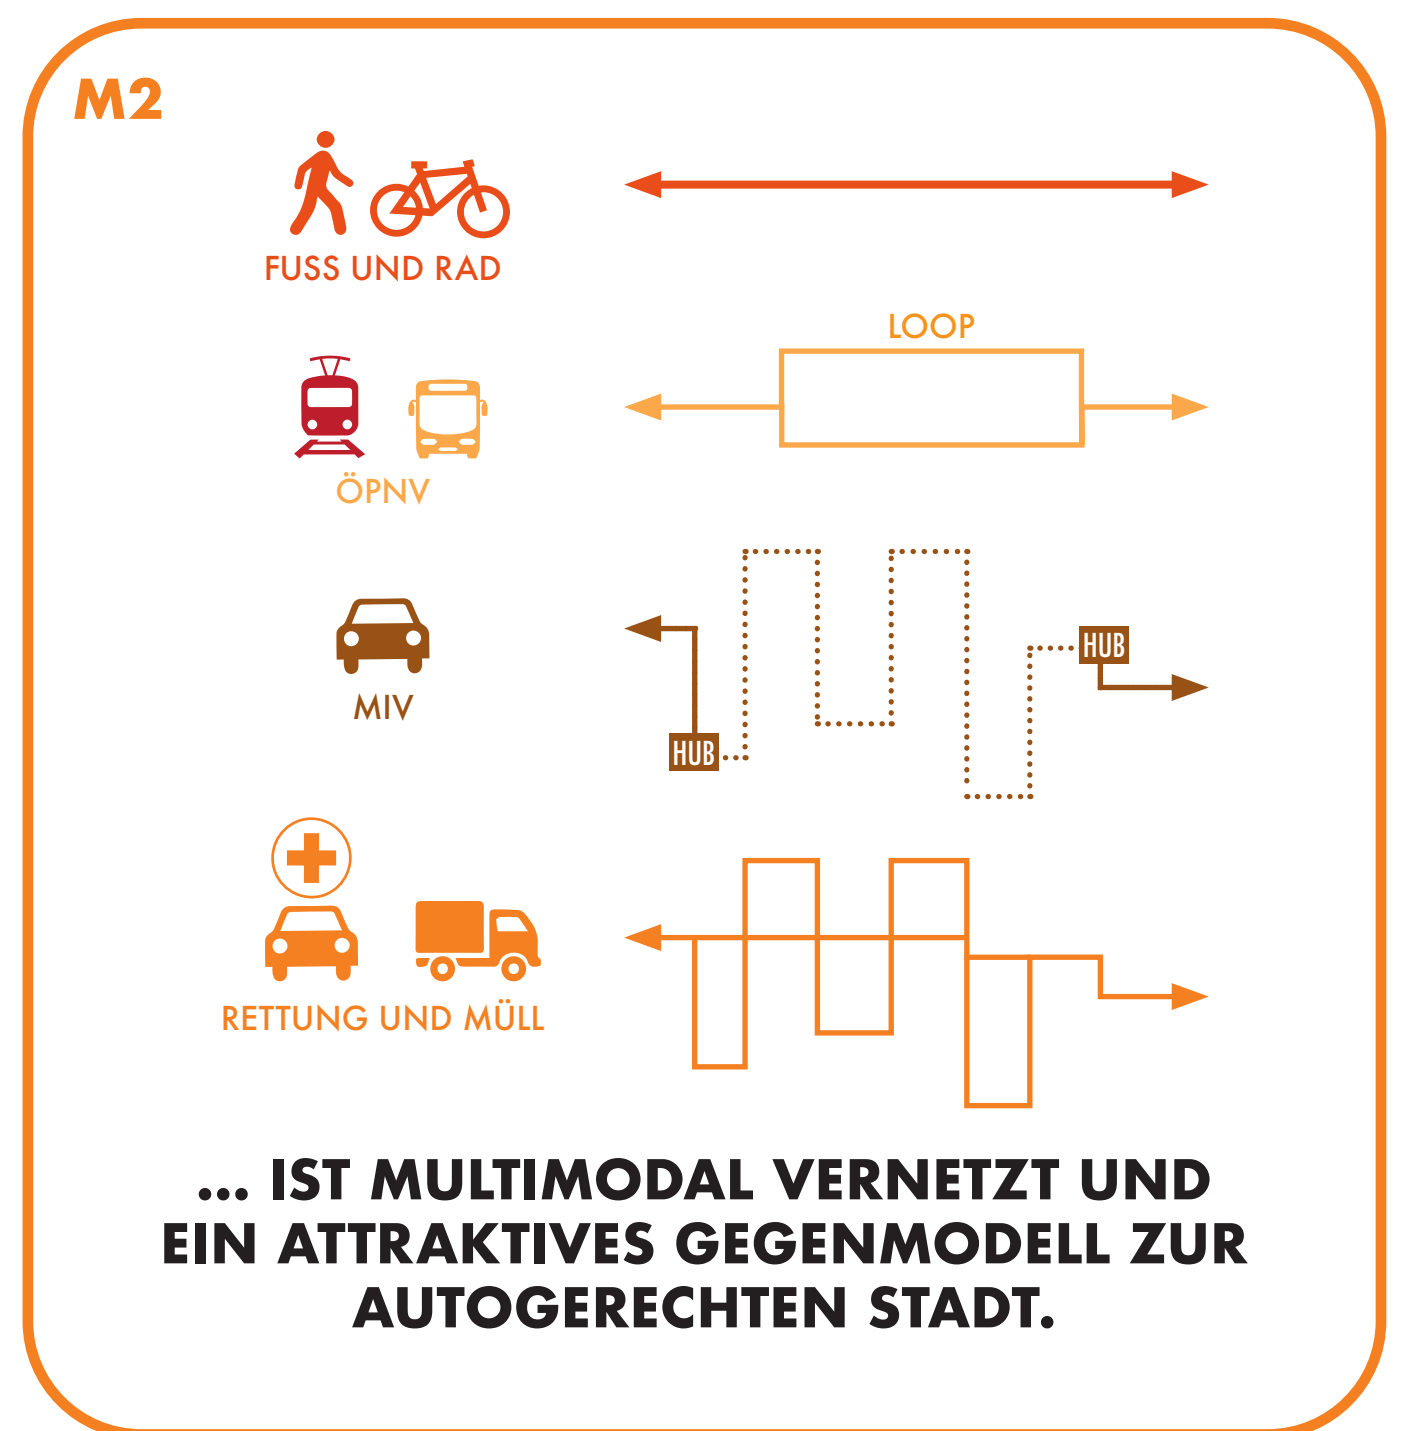 M2
FUSS UND RAD
LOOP
ÖPNV
HUB
MIV
HUB
RETTUNG UND MÜLL
... IST MULTIMODAL VERNETZT UND
EIN ATTRAKTIVES GEGENMODELL ZUR
AUTOGERECHTEN STADT.